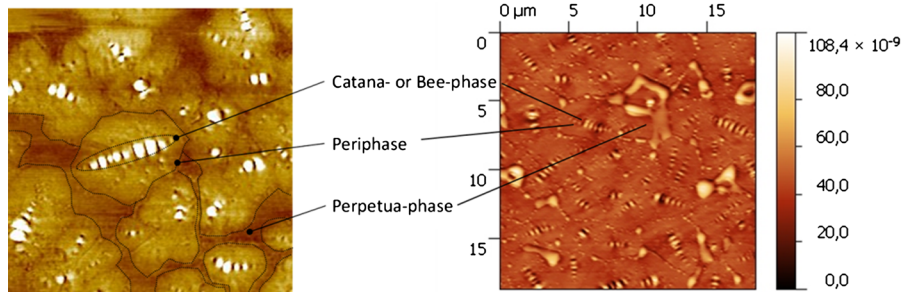 0 µm 5 10 15
0
5
10
15
108,4 × 10⁻⁹
80,0
60,0
40,0
20,0
0,0
Catana- or Bee-phase
Periphase
Perpetua-phase